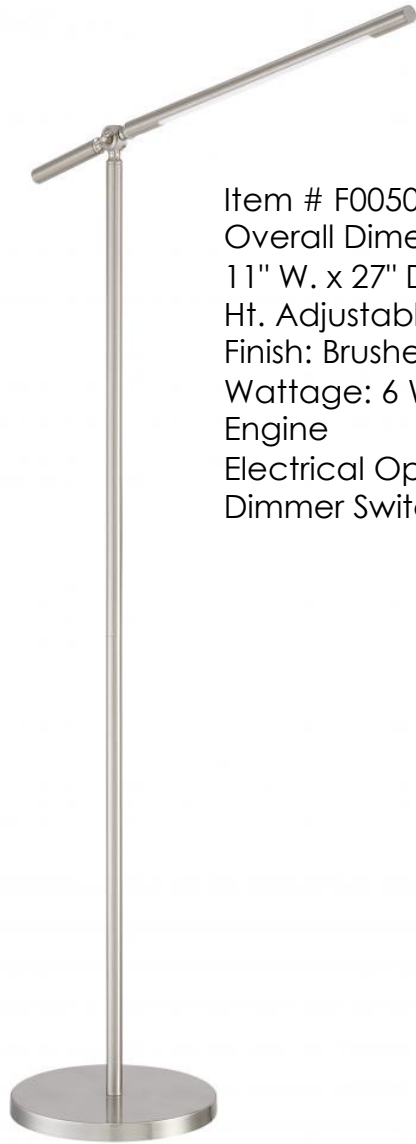 Item # F0050
Overall Dime
11" W. x 27" D
Ht. Adjustabl
Finish: Brushe
Wattage: 6 W
Engine
Electrical Op
Dimmer Swit